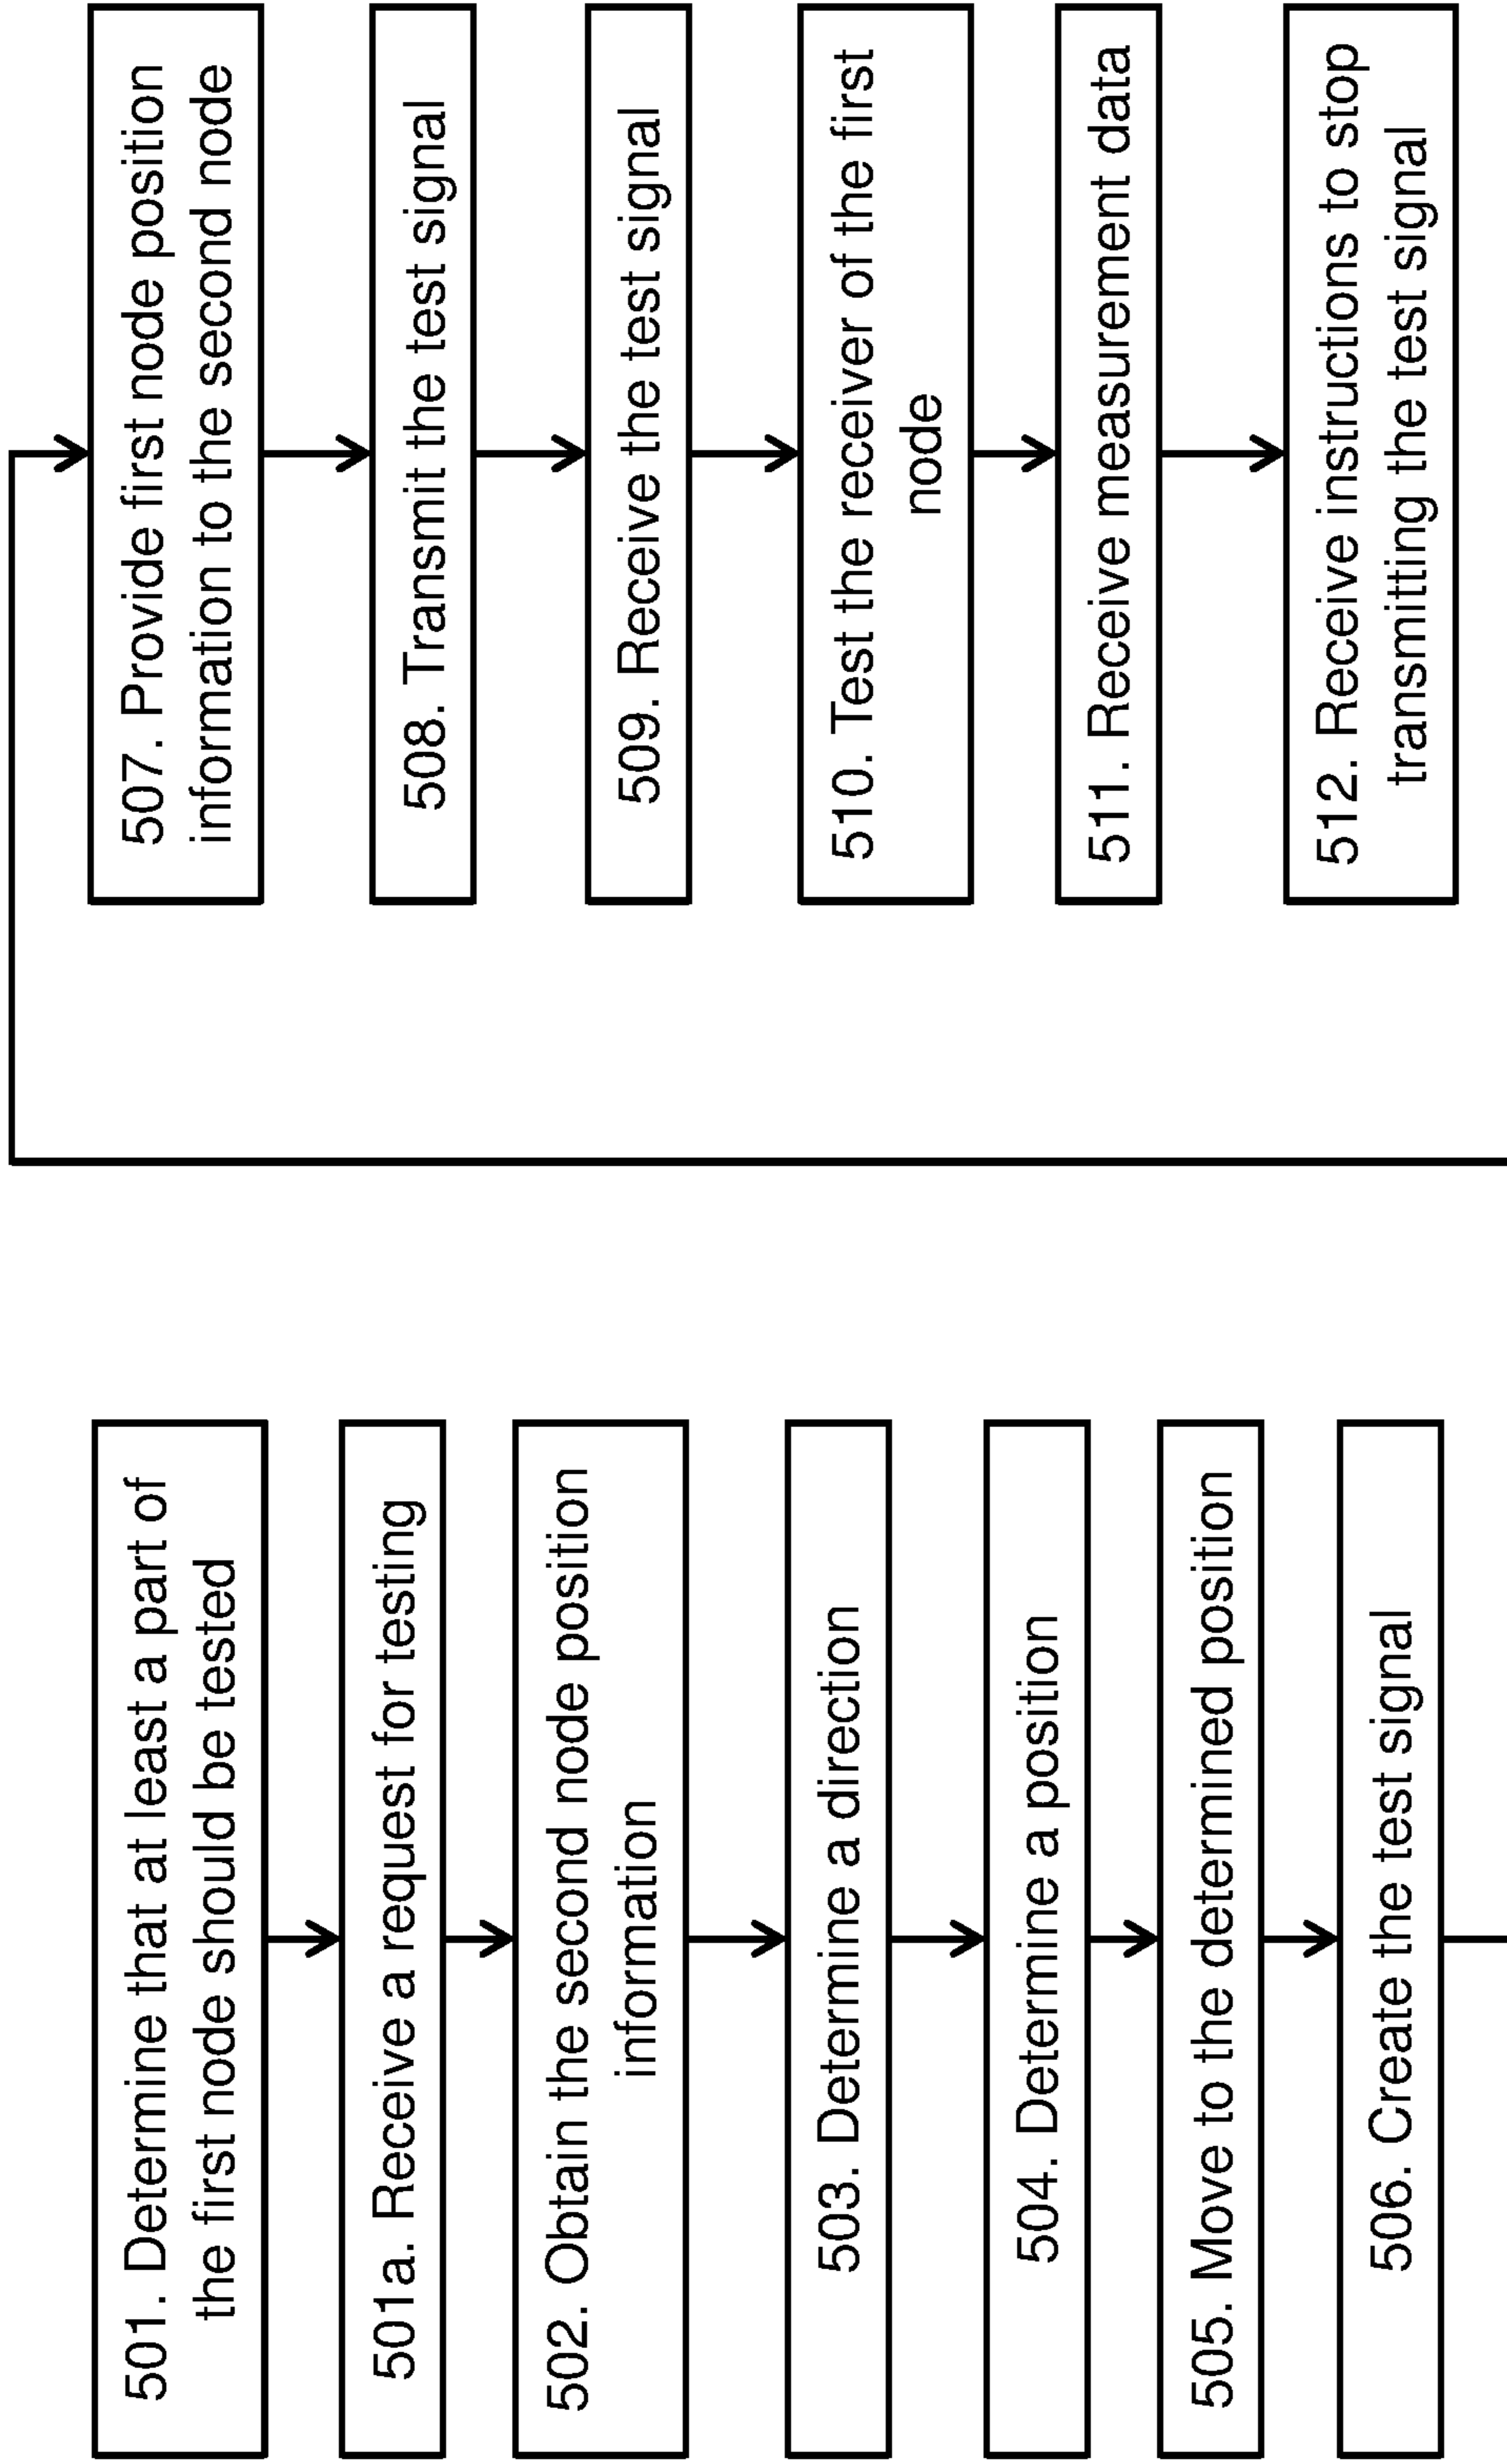 501. Determine that at least a part of
the first node should be tested
501a. Receive a request for testing
502. Obtain the second node position
information
503. Determine a direction
504. Determine a position
505. Move to the determined position
506. Create the test signal
507. Provide first node position
information to the second node
508. Transmit the test signal
509. Receive the test signal
510. Test the receiver of the first
node
511. Receive measurement data
512. Receive instructions to stop
transmitting the test signal